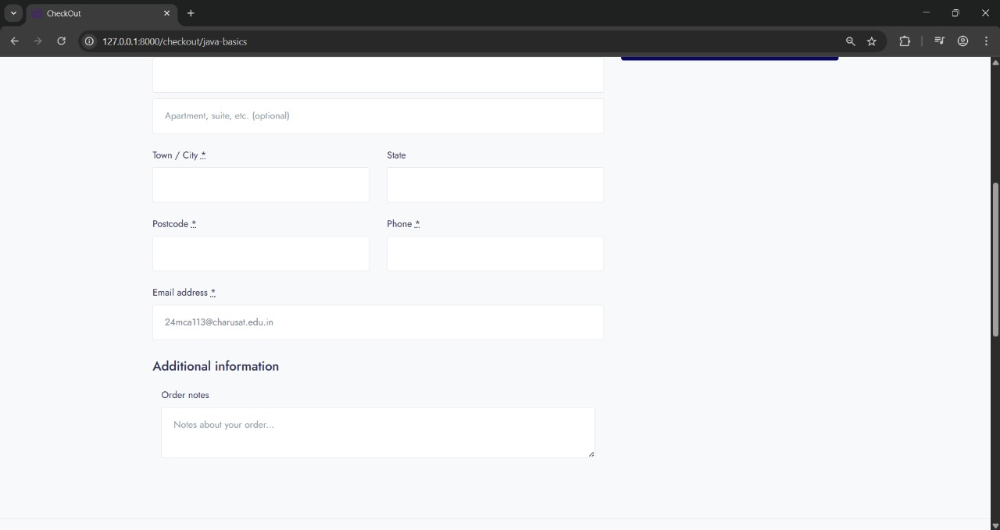 CheckOut
127.0.0.1:8000/checkout/java-basics
Apartment, suite, etc. (optional)
Town / City * State
Postcode * Phone *
Email address *
24mca113@charusat.edu.in
Additional information
Order notes
Notes about your order...